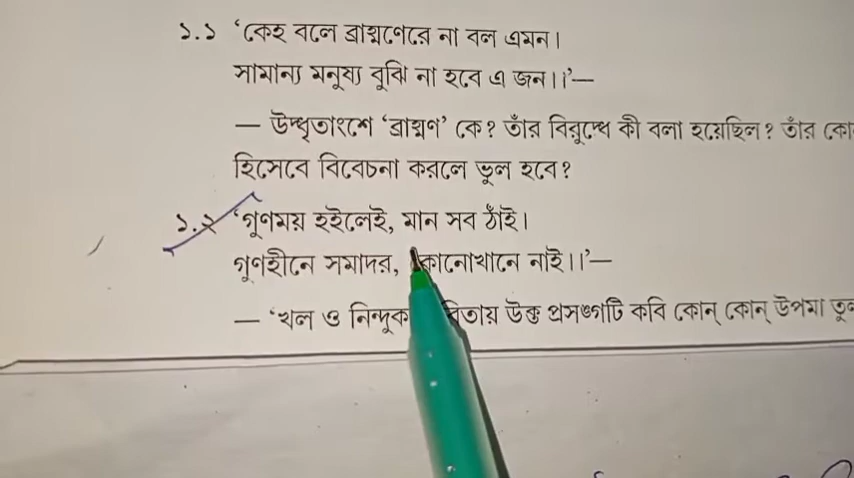 ১.১ ‘কেহ বলে ব্রাহ্মণেরে না বল এমন।
সামান্য মনুষ্য বুঝি না হবে এ জন।।’—
— উদ্ধৃতাংশে ‘ব্রাহ্মণ’ কে? তাঁর বিরুদ্ধে কী বলা হয়েছিল? তাঁর
হিসেবে বিবেচনা করলে ভুল হবে?
১.২ ‘গুণময় হইলেই, মান সব ঠাঁই।
গুণহীনে সমাদর, কোনোখানে নাই।।’—
— ‘খল ও নিন্দুক উক্ত প্রসঙ্গটি কবি কোন্ কোন্ উপমা